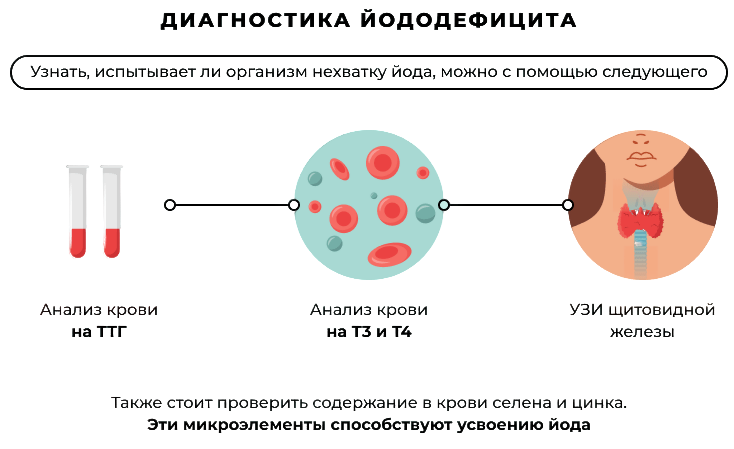 ДИАГНОСТИКА ЙОДОДЕФИЦИТА
Узнать, испытывает ли организм нехватку йода, можно с помощью следующего
Анализ крови
на ТТГ
Анализ крови
на Т3 и Т4
УЗИ щитовидной
железы
Также стоит проверить содержание в крови селена и цинка.
Эти микроэлементы способствуют усвоению йода